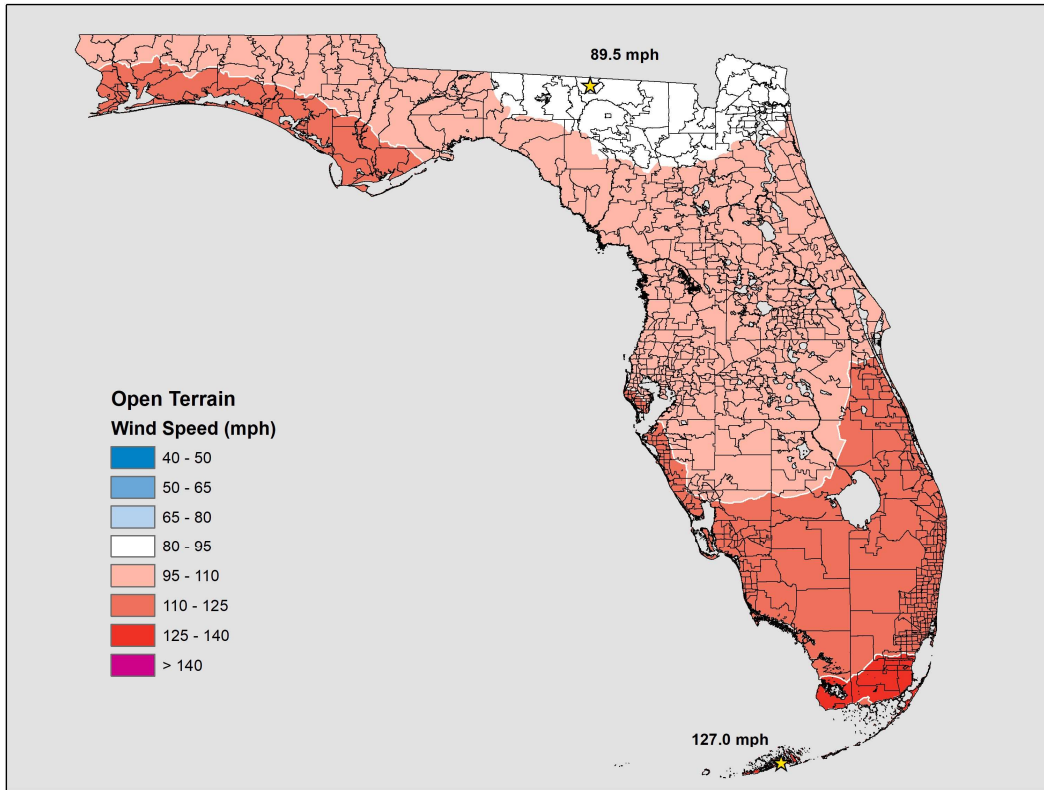 89.5 mph
Open Terrain
Wind Speed (mph)
40 - 50
50 - 65
65 - 80
80 - 95
95 - 110
110 - 125
125 - 140
> 140
127.0 mph